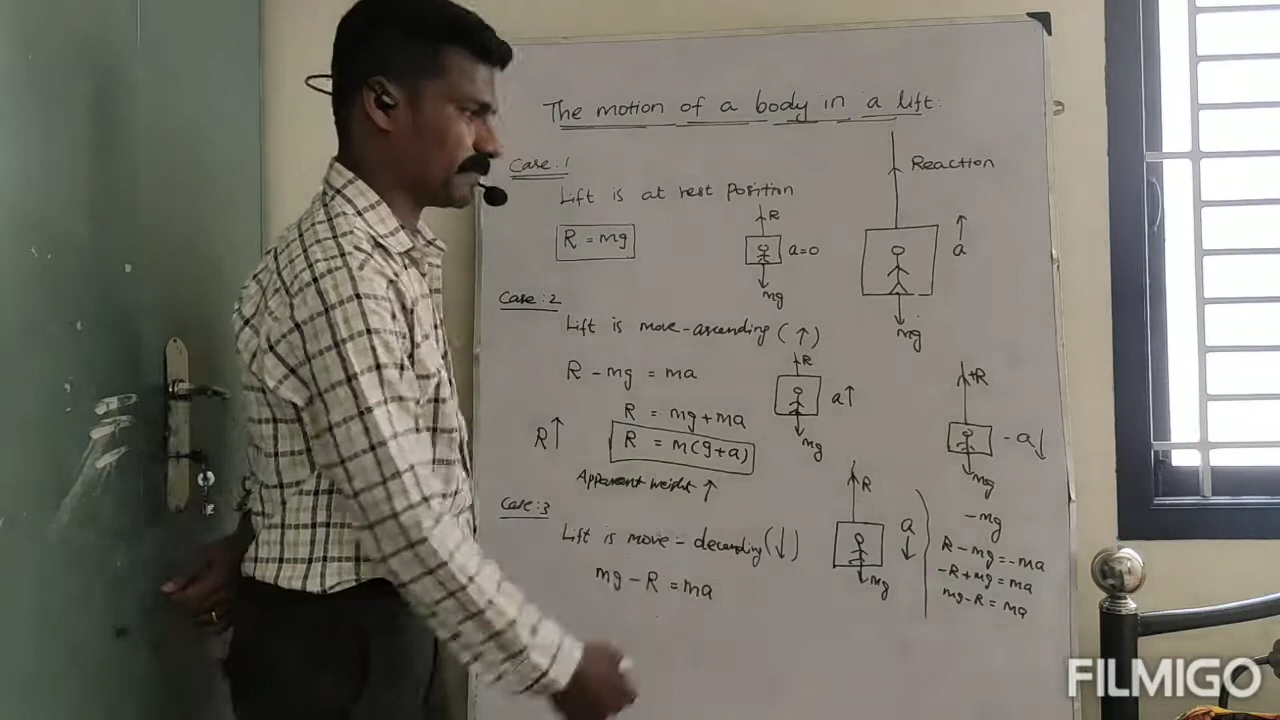 The motion of a body in a lift.
Case: 1
Lift is at rest position
R = mg
R
a=0
mg
Reaction
a
mg
Case: 2
Lift is move-ascending (↑)
R - mg = ma
R = mg+ma
R↑
R = m(g+a)
Apparent weight ↑
R
a↑
mg
+R
-a↓
mg
-mg
R-mg=-ma
-R+mg=ma
mg-R=ma
Case: 3
Lift is move-decending(↓)
mg-R=ma
R
a
↓
mg
FILMIGO